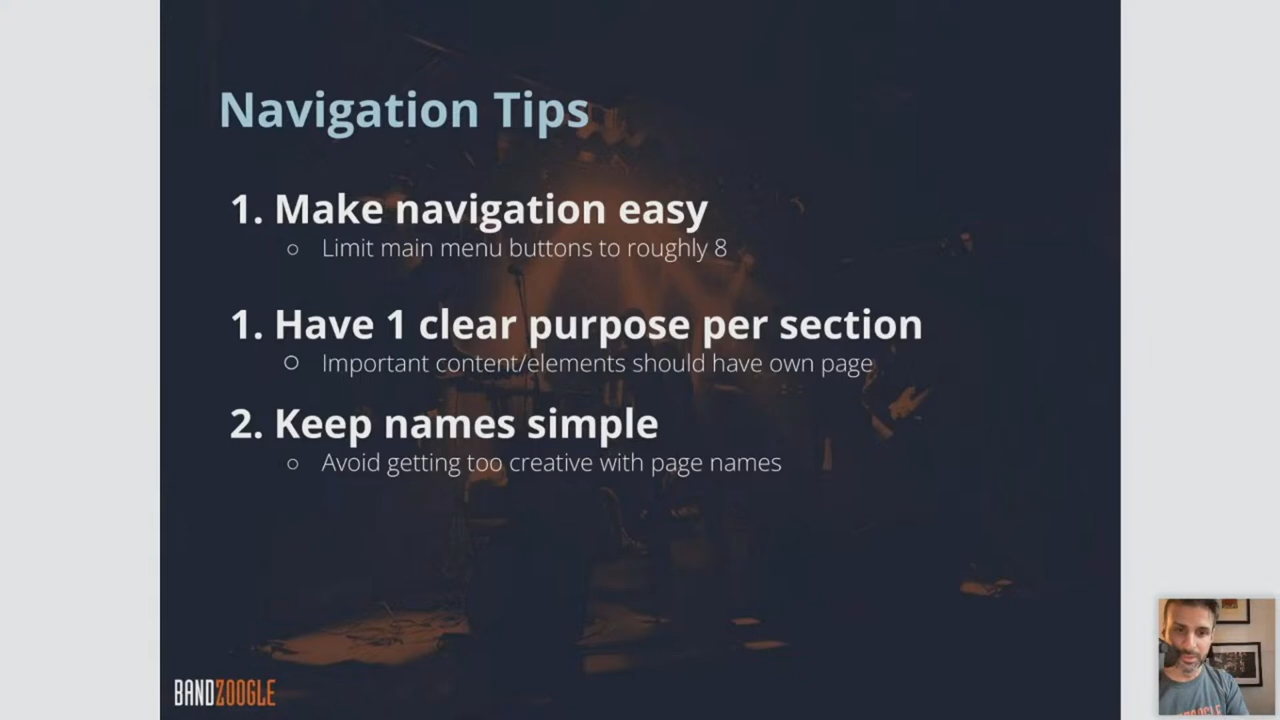 Navigation Tips
1. Make navigation easy
○ Limit main menu buttons to roughly 8
1. Have 1 clear purpose per section
○ Important content/elements should have own page
2. Keep names simple
○ Avoid getting too creative with page names
BANDZOOGLE